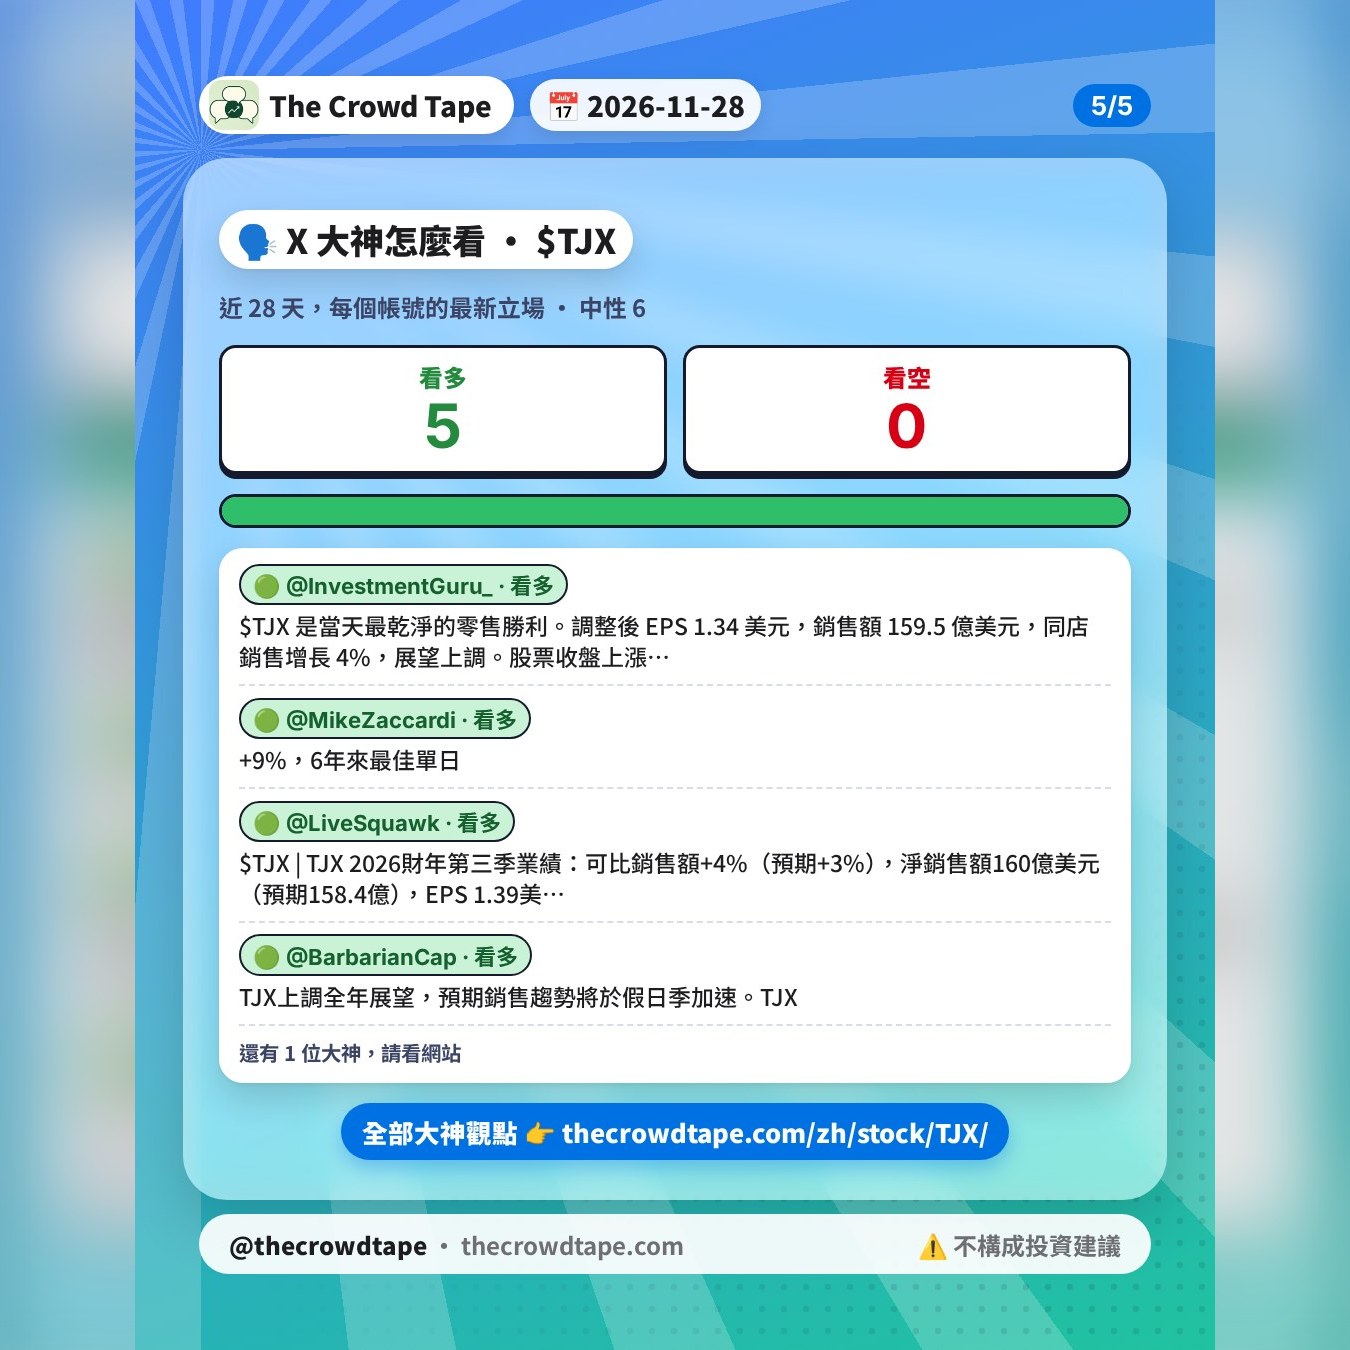 The Crowd Tape
📅 2026-11-28
5/5
🗣️ X 大神怎麼看 · $TJX
近 28 天，每個帳號的最新立場 · 中性 6
看多
5
看空
0
🟢 @InvestmentGuru_ · 看多
$TJX 是當天最乾淨的零售勝利。調整後 EPS 1.34 美元，銷售額 159.5 億美元，同店
銷售增長 4%，展望上調。股票收盤上漲⋯
🟢 @MikeZaccardi · 看多
+9%，6年來最佳單日
🟢 @LiveSquawk · 看多
$TJX | TJX 2026財年第三季業績：可比銷售額+4%（預期+3%），淨銷售額160億美元
（預期158.4億），EPS 1.39美⋯
🟢 @BarbarianCap · 看多
TJX上調全年展望，預期銷售趨勢將於假日季加速。TJX
還有 1 位大神，請看網站
全部大神觀點 👉 thecrowdtape.com/zh/stock/TJX/
@thecrowdtape · thecrowdtape.com
⚠️ 不構成投資建議